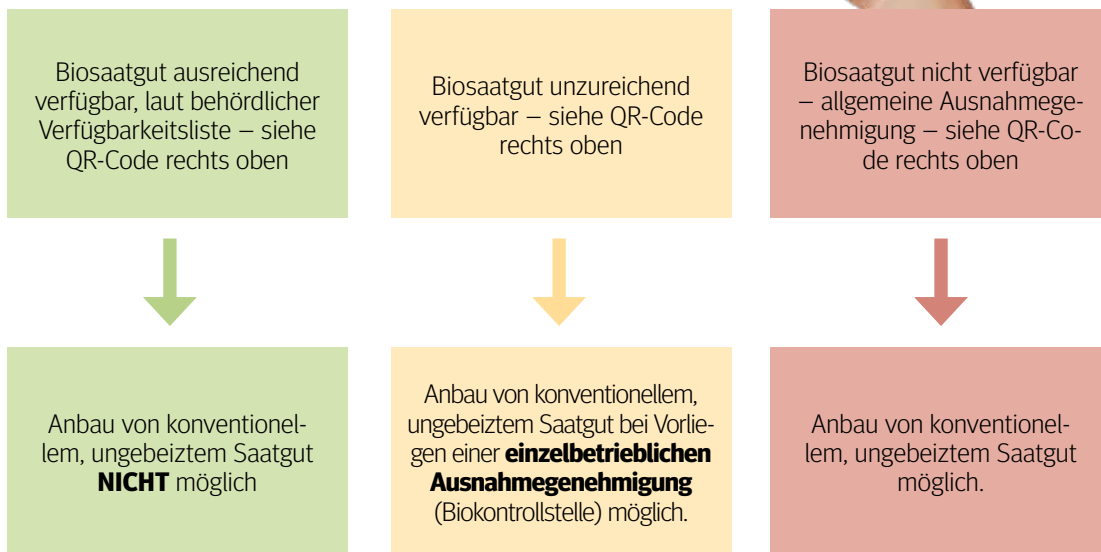 Biosaatgut ausreichend
verfügbar, laut behördlicher
Verfügbarkeitsliste – siehe
QR-Code rechts oben
Biosaatgut unzureichend
verfügbar – siehe QR-Code
rechts oben
Biosaatgut nicht verfügbar
– allgemeine Ausnahmege-
nehmigung – siehe QR-Co-
de rechts oben
Anbau von konventionel-
lem, ungebeiztem Saatgut
NICHT möglich
Anbau von konventionellem,
ungebeiztem Saatgut bei Vorlie-
gen einer einzelbetrieblichen
Ausnahmegenehmigung
(Biokontrollstelle) möglich.
Anbau von konventionel-
lem, ungebeiztem Saatgut
möglich.